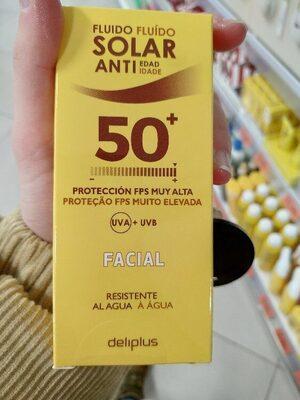 FLUIDO FLUÍDO
SOLAR
ANTI EDAD
IDADE
50+
- +
PROTECCIÓN FPS MUY ALTA
PROTEÇÃO FPS MUITO ELEVADA
UVA + UVB
FACIAL
RESISTENTE
AL AGUA À ÁGUA
deliplus